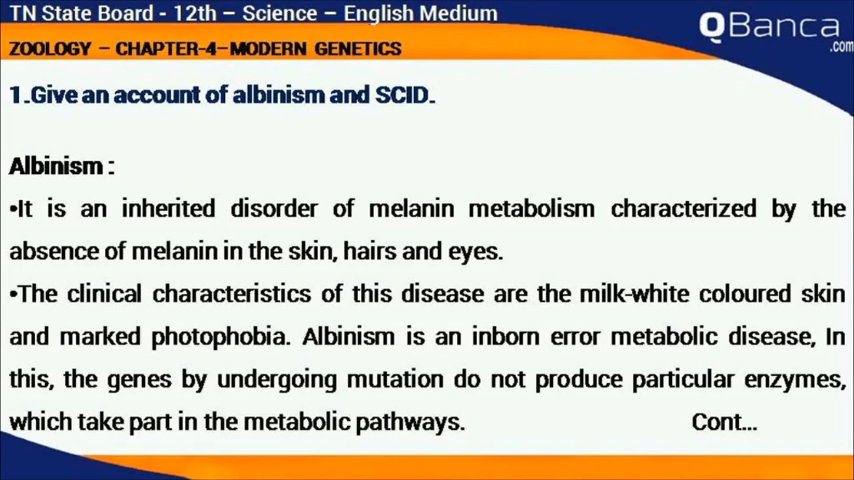 TN State Board - 12th – Science – English Medium
QBanca
.com
ZOOLOGY – CHAPTER-4–MODERN GENETICS
1.Give an account of albinism and SCID.
Albinism :
•It is an inherited disorder of melanin metabolism characterized by the
absence of melanin in the skin, hairs and eyes.
•The clinical characteristics of this disease are the milk-white coloured skin
and marked photophobia. Albinism is an inborn error metabolic disease, In
this, the genes by undergoing mutation do not produce particular enzymes,
which take part in the metabolic pathways. Cont...